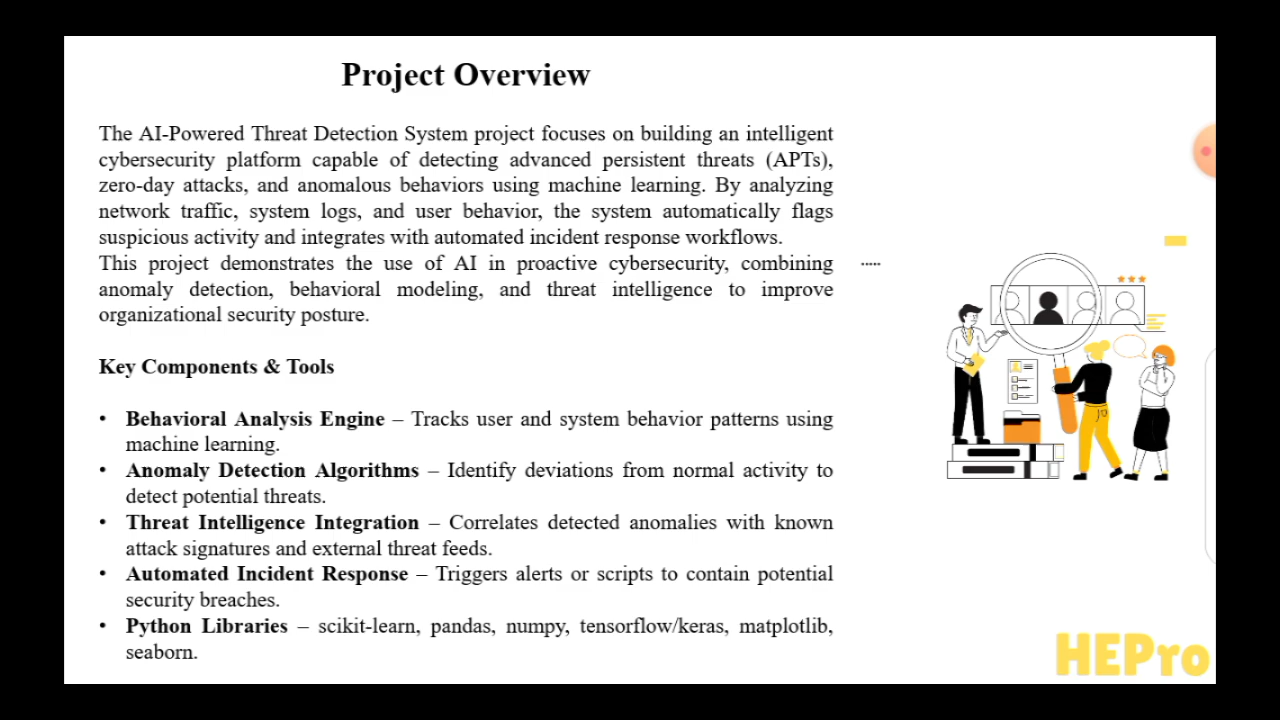 Project Overview
The AI-Powered Threat Detection System project focuses on building an intelligent
cybersecurity platform capable of detecting advanced persistent threats (APTs),
zero-day attacks, and anomalous behaviors using machine learning. By analyzing
network traffic, system logs, and user behavior, the system automatically flags
suspicious activity and integrates with automated incident response workflows.
This project demonstrates the use of AI in proactive cybersecurity, combining
anomaly detection, behavioral modeling, and threat intelligence to improve
organizational security posture.
Key Components & Tools
• Behavioral Analysis Engine – Tracks user and system behavior patterns using
machine learning.
• Anomaly Detection Algorithms – Identify deviations from normal activity to
detect potential threats.
• Threat Intelligence Integration – Correlates detected anomalies with known
attack signatures and external threat feeds.
• Automated Incident Response – Triggers alerts or scripts to contain potential
security breaches.
• Python Libraries – scikit-learn, pandas, numpy, tensorflow/keras, matplotlib,
seaborn.
.....
HEPro